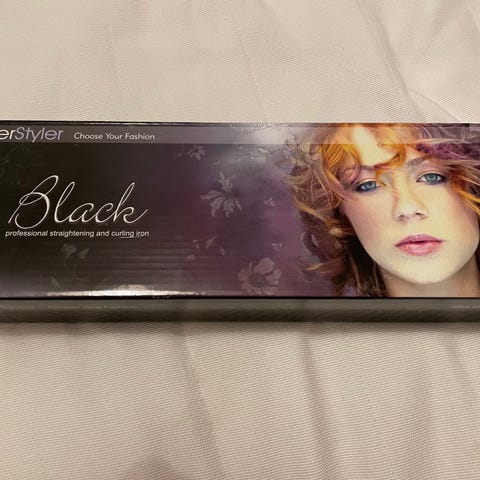 erStyler Choose Your Fashion
Black
professional straightening and curling iron